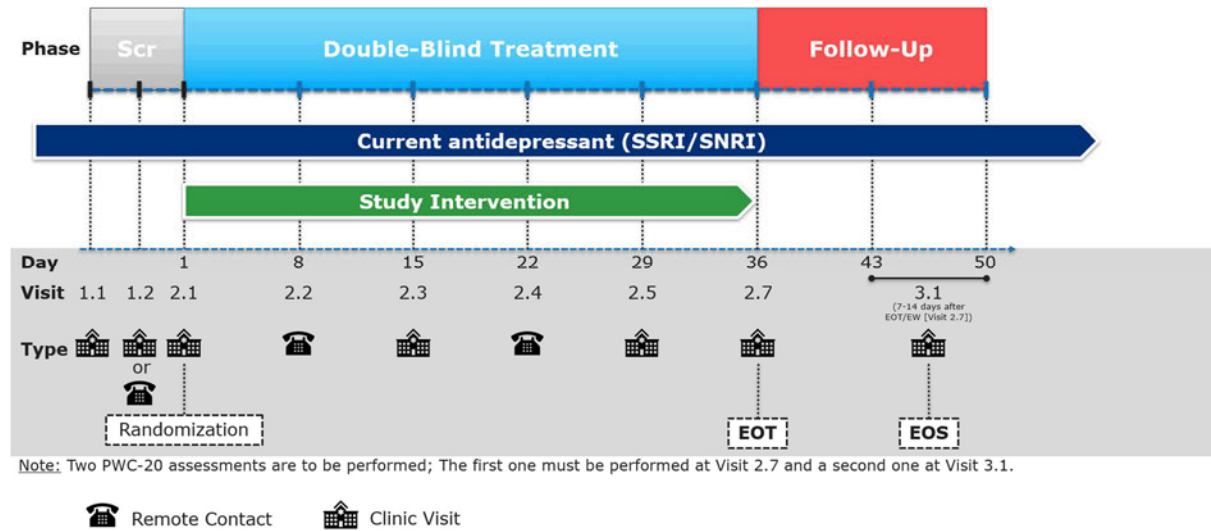 Phase Scr Double-Blind Treatment Follow-Up
Current antidepressant (SSRI/SNRI)
Study Intervention
Day 1 8 15 22 29 36 43 50
Visit 1.1 1.2 2.1 2.2 2.3 2.4 2.5 2.7 3.1
(7-14 days after
EOT/EW [Visit 2.7])
Type
or
Randomization EOT EOS
Note: Two PWC-20 assessments are to be performed; The first one must be performed at Visit 2.7 and a second one at Visit 3.1.
Remote Contact Clinic Visit